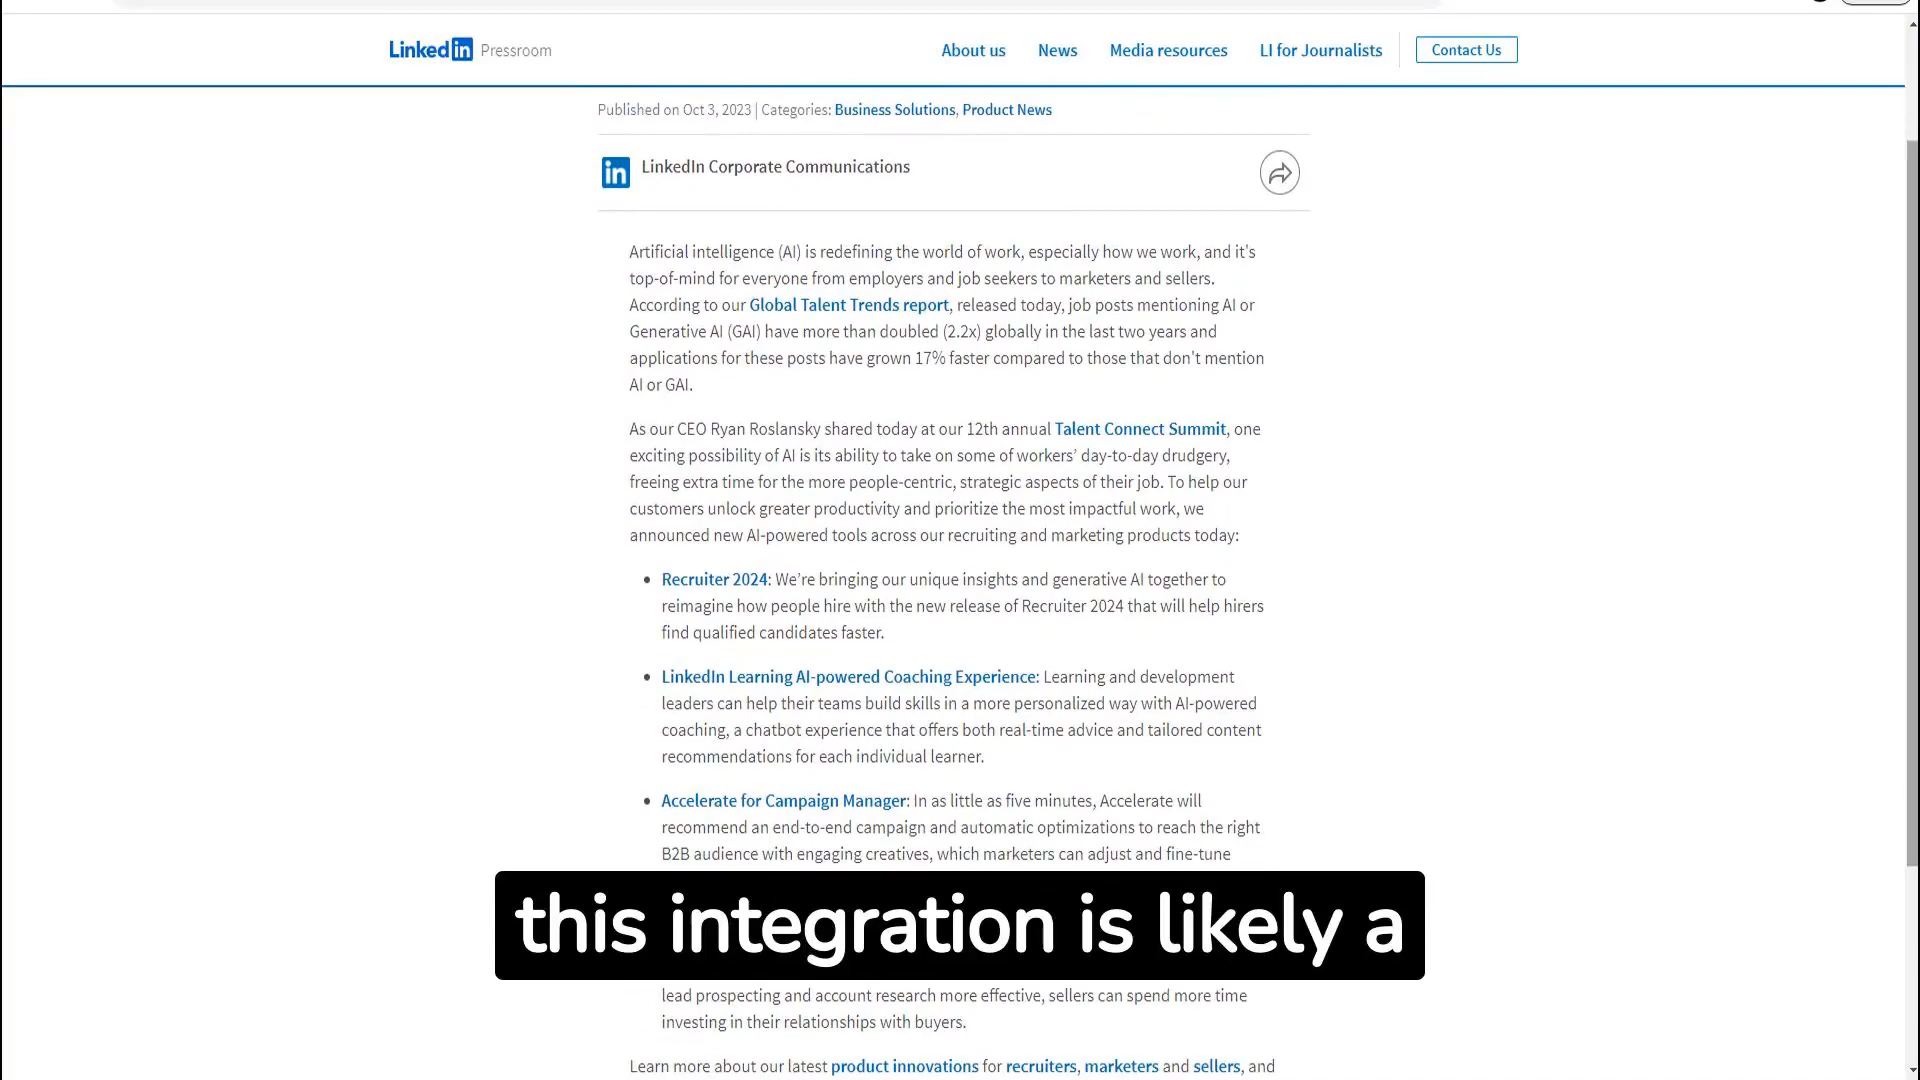 LinkedIn Pressroom
About us News Media resources LI for Journalists Contact Us
Published on Oct 3, 2023 | Categories: Business Solutions, Product News
LinkedIn Corporate Communications
Artificial intelligence (AI) is redefining the world of work, especially how we work, and it's
top-of-mind for everyone from employers and job seekers to marketers and sellers.
According to our Global Talent Trends report, released today, job posts mentioning AI or
Generative AI (GAI) have more than doubled (2.2x) globally in the last two years and
applications for these posts have grown 17% faster compared to those that don't mention
AI or GAI.
As our CEO Ryan Roslansky shared today at our 12th annual Talent Connect Summit, one
exciting possibility of AI is its ability to take on some of workers’ day-to-day drudgery,
freeing extra time for the more people-centric, strategic aspects of their job. To help our
customers unlock greater productivity and prioritize the most impactful work, we
announced new AI-powered tools across our recruiting and marketing products today:
• Recruiter 2024: We’re bringing our unique insights and generative AI together to
reimagine how people hire with the new release of Recruiter 2024 that will help hirers
find qualified candidates faster.
• LinkedIn Learning AI-powered Coaching Experience: Learning and development
leaders can help their teams build skills in a more personalized way with AI-powered
coaching, a chatbot experience that offers both real-time advice and tailored content
recommendations for each individual learner.
• Accelerate for Campaign Manager: In as little as five minutes, Accelerate will
recommend an end-to-end campaign and automatic optimizations to reach the right
B2B audience with engaging creatives, which marketers can adjust and fine-tune
this integration is likely a
lead prospecting and account research more effective, sellers can spend more time
investing in their relationships with buyers.
Learn more about our latest product innovations for recruiters, marketers and sellers, and